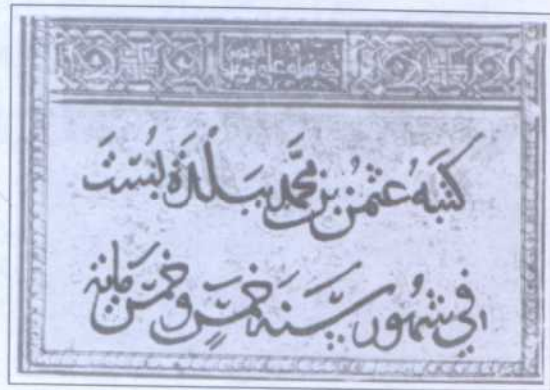 كتبه عثمن بن محمد ببلدة بست
في شهور سنة خمس وخمس مائة